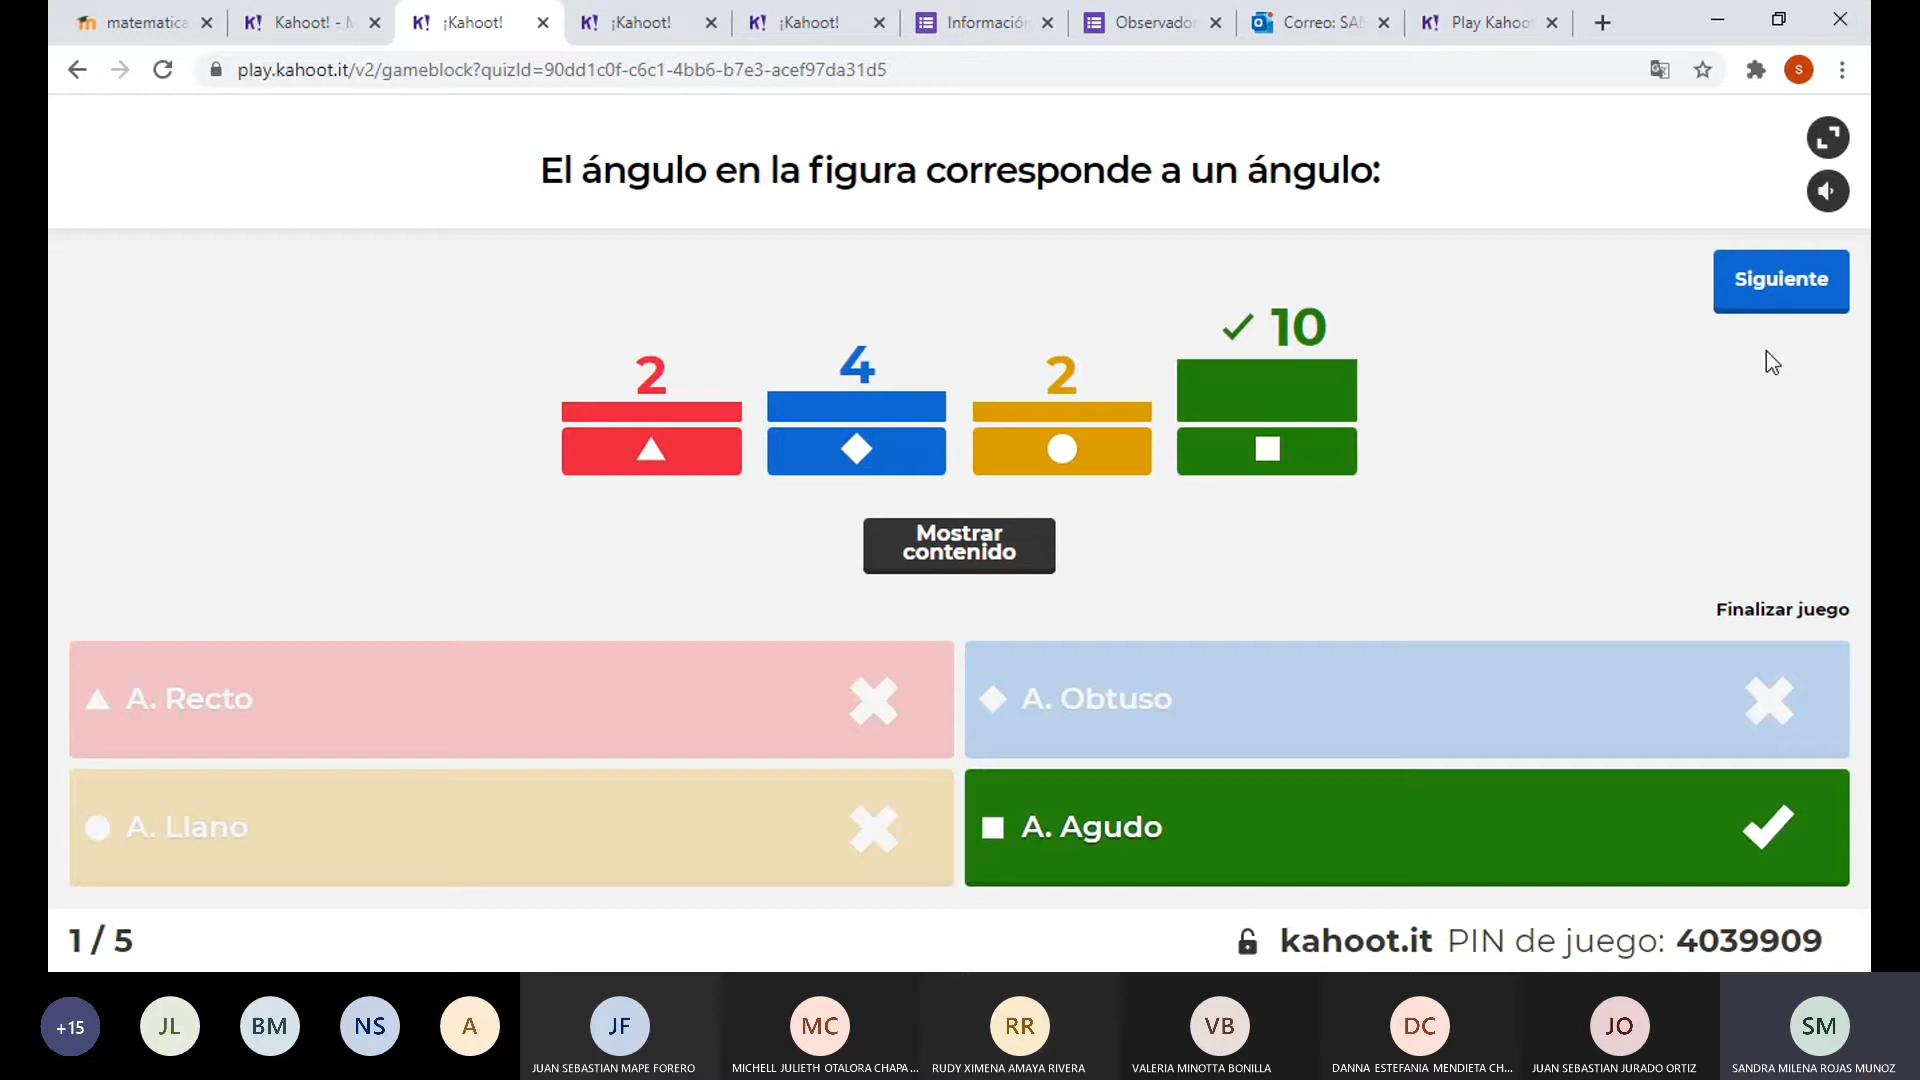 matematica
Kahoot! - M
¡Kahoot!
¡Kahoot!
¡Kahoot!
Información
Observador
Correo: SAN
Play Kahoot
play.kahoot.it/v2/gameblock?quizId=90dd1c0f-c6c1-4bb6-b7e3-acef97da31d5
S
El ángulo en la figura corresponde a un ángulo:
Siguiente
2
4
2
10
Mostrar
contenido
Finalizar juego
A. Recto
A. Obtuso
A. Llano
A. Agudo
1 / 5
kahoot.it PIN de juego: 4039909
+15
JL
BM
NS
A
JF
MC
RR
VB
DC
JO
SM
JUAN SEBASTIAN MAPE FORERO
MICHELL JULIETH OTALORA CHAPA...
RUDY XIMENA AMAYA RIVERA
VALERIA MINOTTA BONILLA
DANNA ESTEFANIA MENDIETA CH...
JUAN SEBASTIAN JURADO ORTIZ
SANDRA MILENA ROJAS MUNOZ